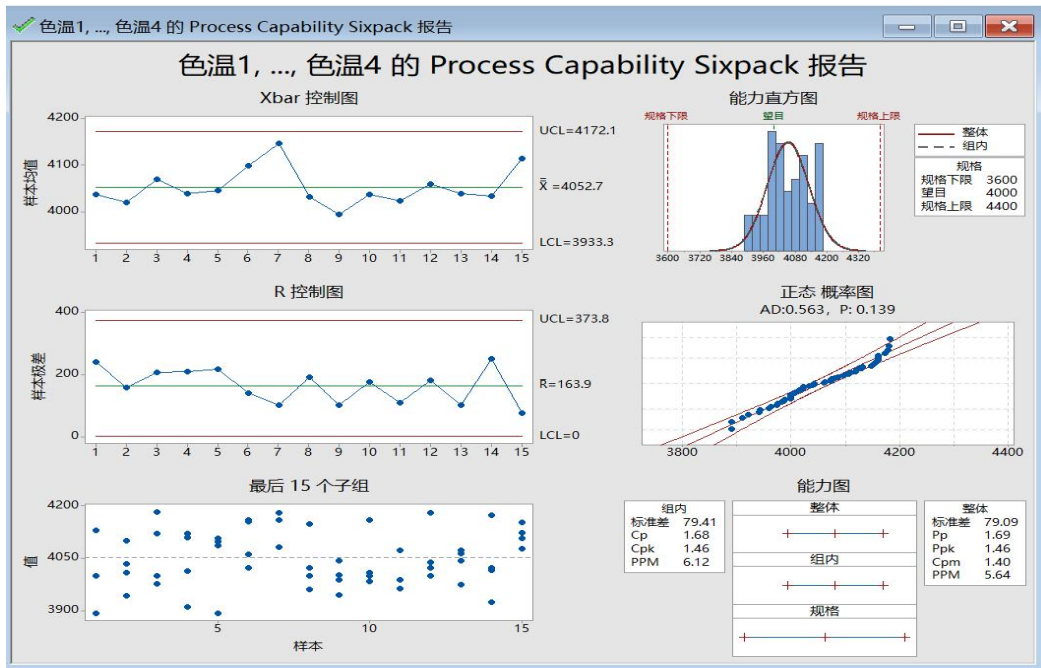 色温1, ..., 色温4 的 Process Capability Sixpack 报告
色温1, ..., 色温4 的 Process Capability Sixpack 报告
Xbar 控制图
样本均值
4200
4100
4000
UCL=4172.1
X̿ =4052.7
LCL=3933.3
1 2 3 4 5 6 7 8 9 10 11 12 13 14 15
能力直方图
规格下限 望目 规格上限
3600 3720 3840 3960 4080 4200 4320
整体
组内
规格
规格下限 3600
望目 4000
规格上限 4400
R 控制图
样本极差
400
200
0
UCL=373.8
R̄=163.9
LCL=0
1 2 3 4 5 6 7 8 9 10 11 12 13 14 15
正态 概率图
AD:0.563，P: 0.139
3800 4000 4200 4400
最后 15 个子组
值
4200
4050
3900
5 10 15
样本
能力图
组内
标准差 79.41
Cp 1.68
Cpk 1.46
PPM 6.12
整体
组内
规格
整体
标准差 79.09
Pp 1.69
Ppk 1.46
Cpm 1.40
PPM 5.64